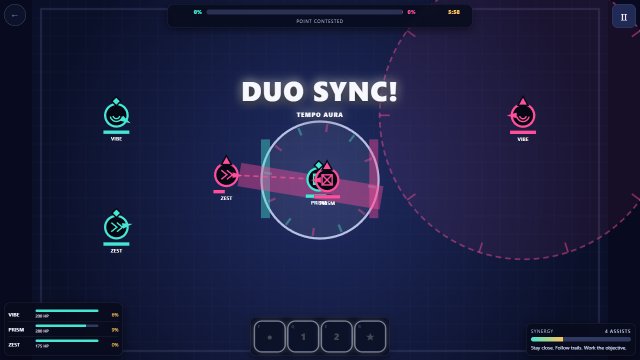 0%
0%
5:58
POINT CONTESTED
II
DUO SYNC!
TEMPO AURA
VIBE
VIBE
ZEST
ZEST
VIBE
200 HP
0%
PRISM
200 HP
ZEST
175 HP
0%
1
2
SYNERGY
4 ASSISTS
Stay close. Follow trails. Work the objective.